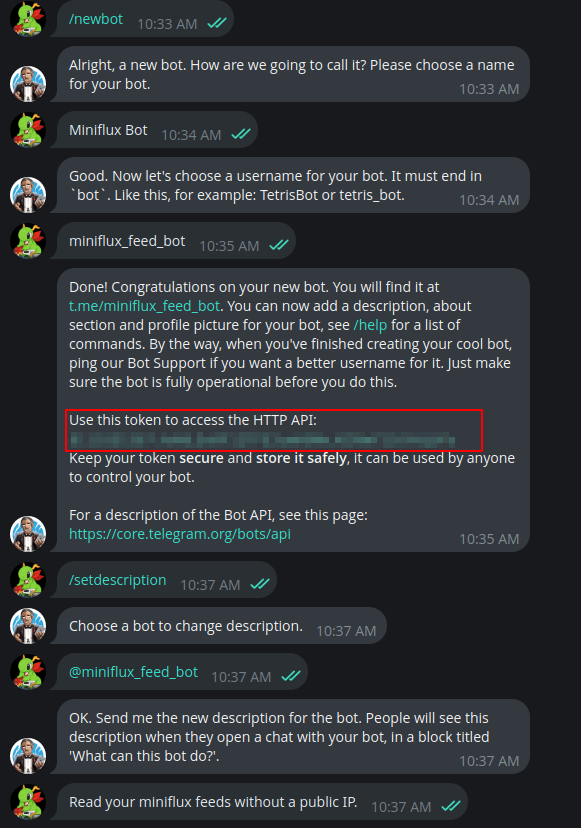 /newbot 10:33 AM
Alright, a new bot. How are we going to call it? Please choose a name
for your bot.
10:33 AM
Miniflux Bot 10:34 AM
Good. Now let's choose a username for your bot. It must end in
`bot`. Like this, for example: TetrisBot or tetris_bot.
10:34 AM
miniflux_feed_bot 10:35 AM
Done! Congratulations on your new bot. You will find it at
t.me/miniflux_feed_bot. You can now add a description, about
section and profile picture for your bot, see /help for a list of
commands. By the way, when you've finished creating your cool bot,
ping our Bot Support if you want a better username for it. Just make
sure the bot is fully operational before you do this.
Use this token to access the HTTP API:
Keep your token secure and store it safely, it can be used by anyone
to control your bot.
For a description of the Bot API, see this page:
https://core.telegram.org/bots/api
10:35 AM
/setdescription 10:37 AM
Choose a bot to change description. 10:37 AM
@miniflux_feed_bot 10:37 AM
OK. Send me the new description for the bot. People will see this
description when they open a chat with your bot, in a block titled
'What can this bot do?'.
10:37 AM
Read your miniflux feeds without a public IP. 10:37 AM